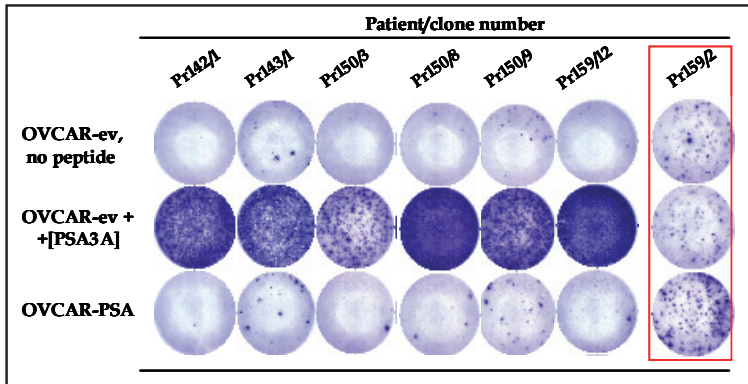 Patient/clone number
Pr142/1 Pr143/1 Pr150/3 Pr150/8 Pr150/9 Pr159/12 Pr159/2
OVCAR-ev,
no peptide
OVCAR-ev +
+[PSA3A]
OVCAR-PSA